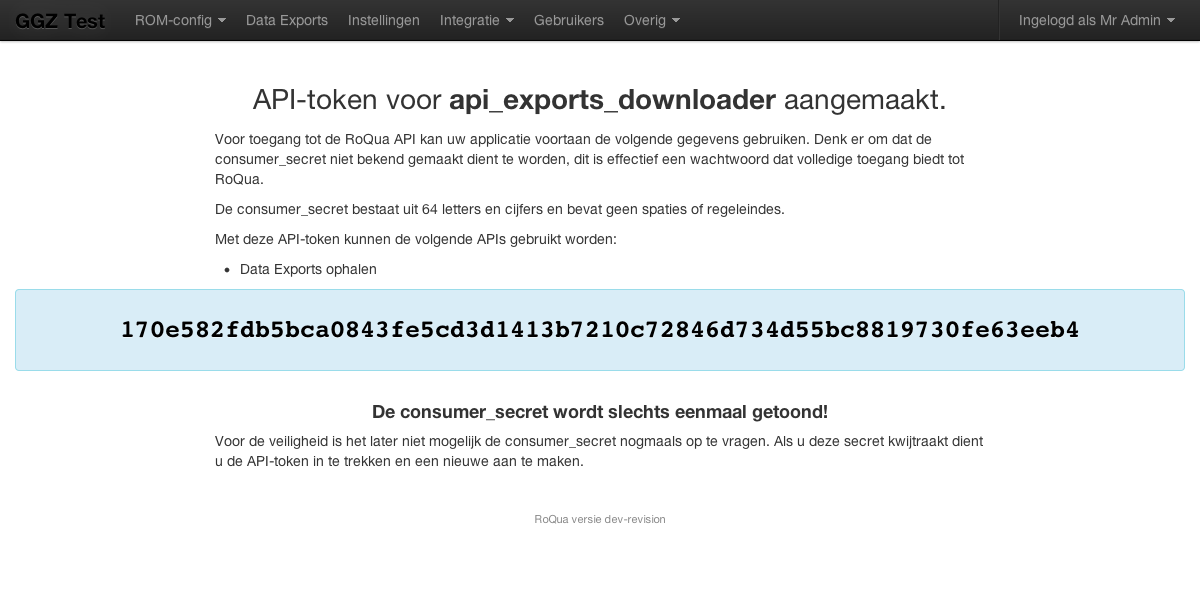 GGZ Test ROM-config Data Exports Instellingen Integratie Gebruikers Overig Ingelogd als Mr Admin
API-token voor api_exports_downloader aangemaakt.
Voor toegang tot de RoQua API kan uw applicatie voortaan de volgende gegevens gebruiken. Denk er om dat de
consumer_secret niet bekend gemaakt dient te worden, dit is effectief een wachtwoord dat volledige toegang biedt tot
RoQua.
De consumer_secret bestaat uit 64 letters en cijfers en bevat geen spaties of regeleindes.
Met deze API-token kunnen de volgende APIs gebruikt worden:
• Data Exports ophalen
170e582fdb5bca0843fe5cd3d1413b7210c72846d734d55bc8819730fe63eeb4
De consumer_secret wordt slechts eenmaal getoond!
Voor de veiligheid is het later niet mogelijk de consumer_secret nogmaals op te vragen. Als u deze secret kwijtraakt dient
u de API-token in te trekken en een nieuwe aan te maken.
RoQua versie dev-revision